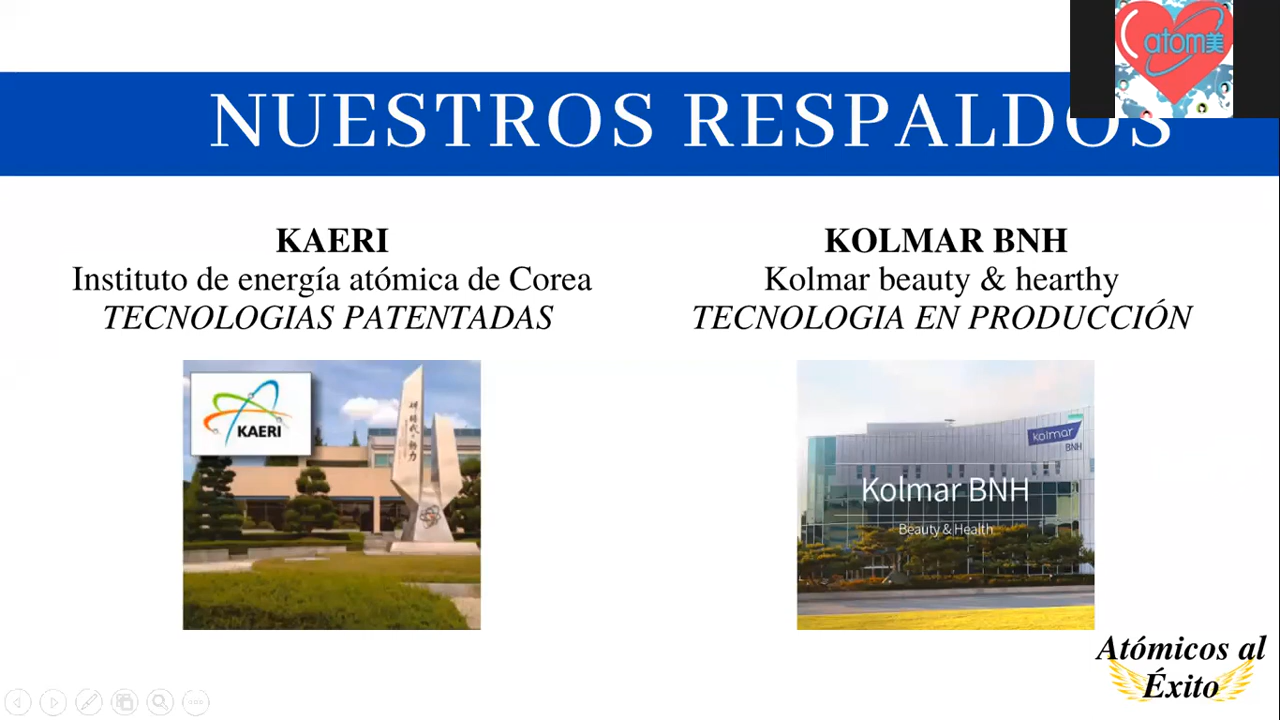 atom美
NUESTROS RESPALDOS
KAERI
Instituto de energía atómica de Corea
TECNOLOGIAS PATENTADAS
KOLMAR BNH
Kolmar beauty & hearthy
TECNOLOGIA EN PRODUCCIÓN
KAERI
kolmar
BNH
Kolmar BNH
Beauty & Health
Atómicos al
Éxito